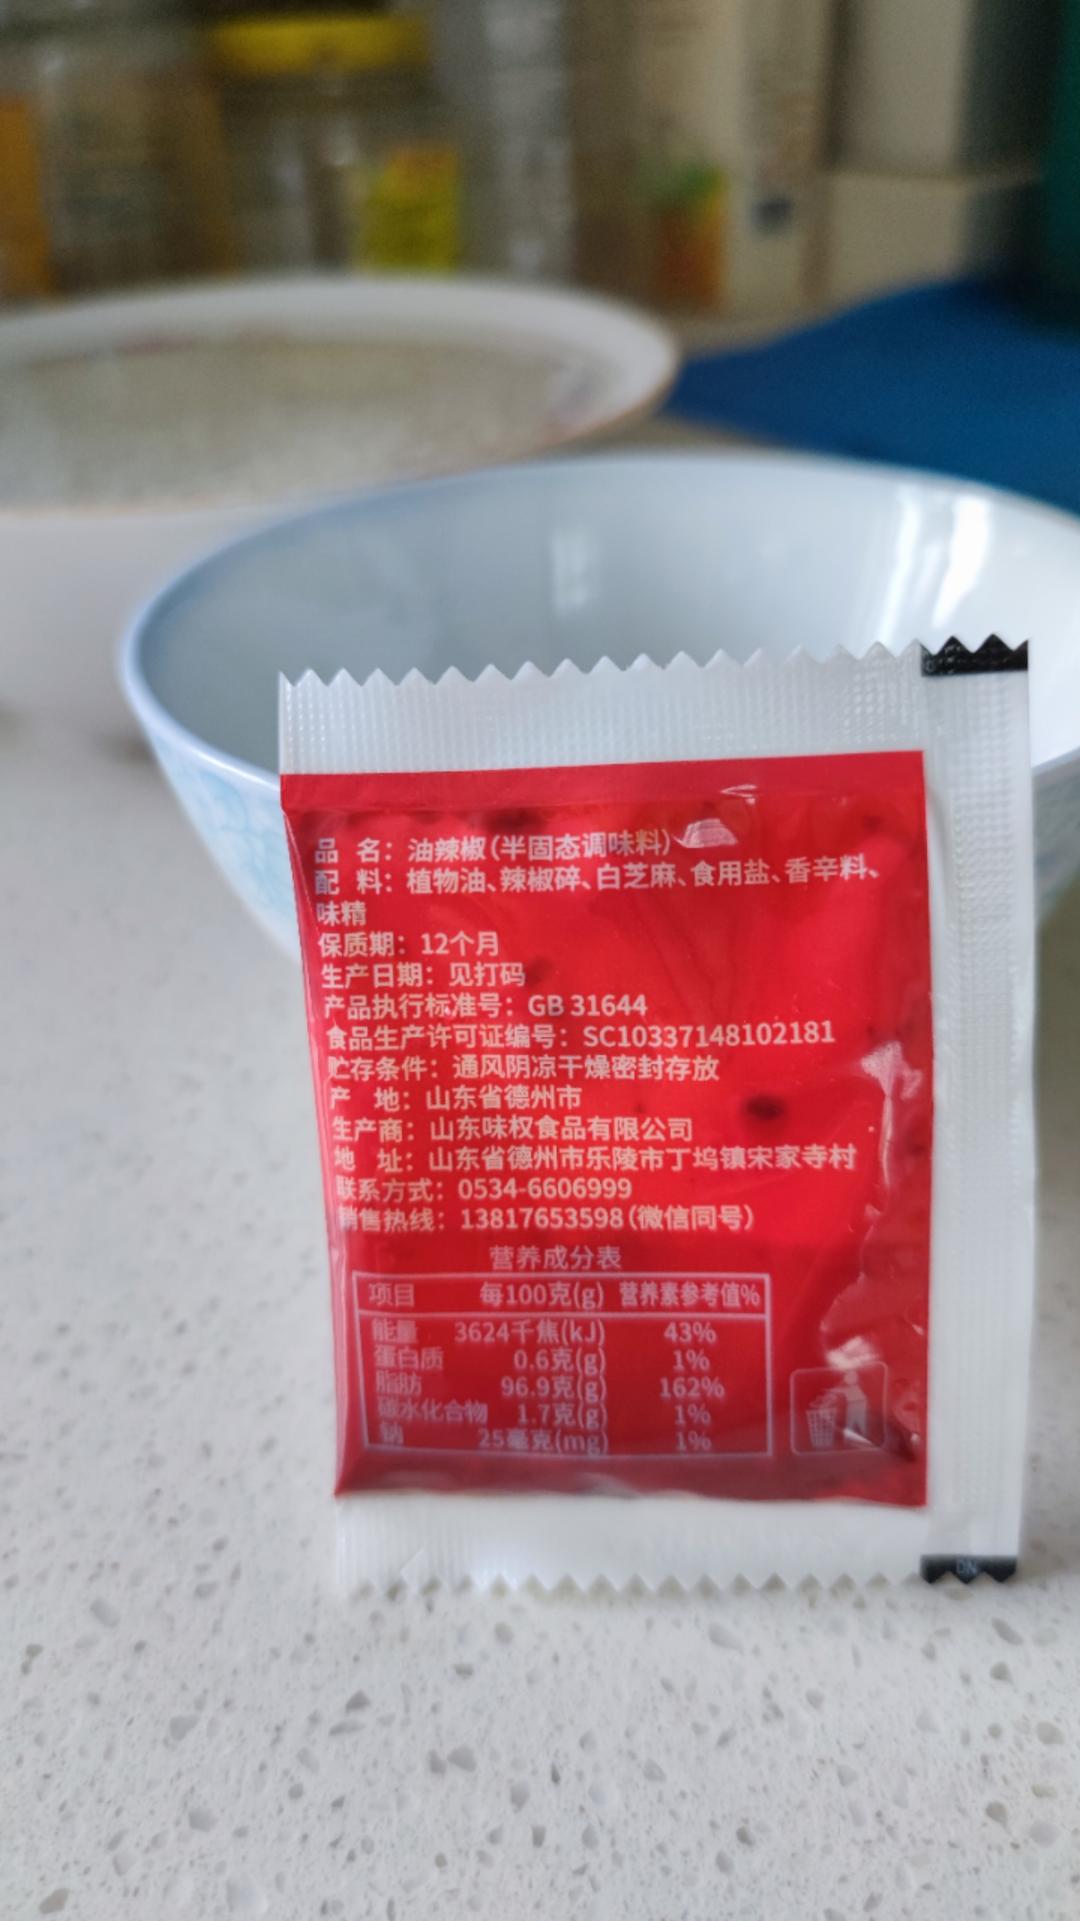 品 名：油辣椒（半固态调味料）
配 料：植物油、辣椒碎、白芝麻、食用盐、香辛料、
味精
保质期：12个月
生产日期：见打码
产品执行标准号：GB 31644
食品生产许可证编号：SC10337148102181
贮存条件：通风阴凉干燥密封存放
产 地：山东省德州市
生产商：山东味权食品有限公司
地 址：山东省德州市乐陵市丁坞镇宋家寺村
联系方式：0534-6606999
销售热线：13817653598（微信同号）
营养成分表
项目 每100克(g) 营养素参考值%
能量 3624千焦(kJ) 43%
蛋白质 0.6克(g) 1%
脂肪 96.9克(g) 162%
碳水化合物 1.7克(g) 1%
钠 25毫克(mg) 1%
DN